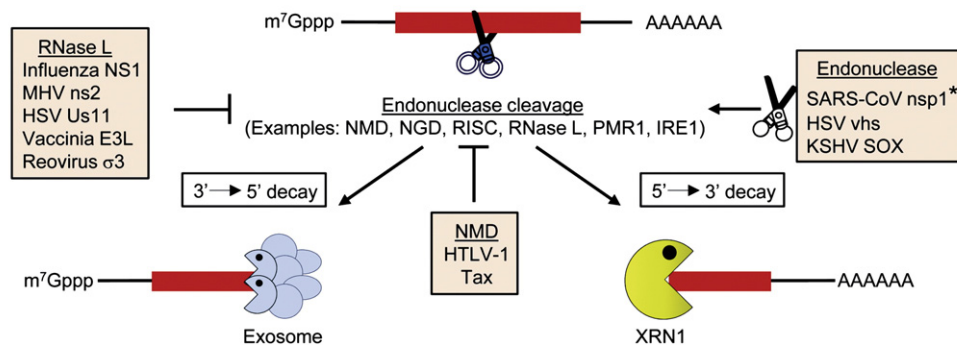 m⁷Gppp
AAAAAA
RNase L
Influenza NS1
MHV ns2
HSV Us11
Vaccinia E3L
Reovirus σ3
Endonuclease cleavage
(Examples: NMD, NGD, RISC, RNase L, PMR1, IRE1)
Endonuclease
SARS-CoV nsp1*
HSV vhs
KSHV SOX
3’ → 5’ decay
5’ → 3’ decay
NMD
HTLV-1
Tax
m⁷Gppp
Exosome
XRN1
AAAAAA